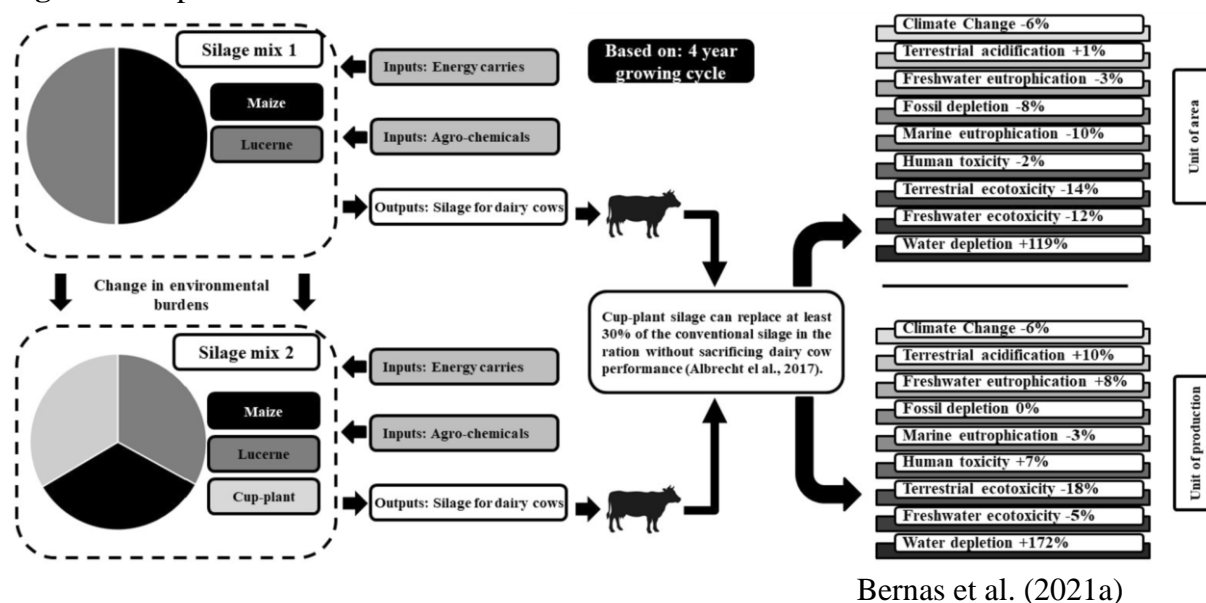 Silage mix 1
Maize
Lucerne
Inputs: Energy carries
Inputs: Agro-chemicals
Outputs: Silage for dairy cows
Based on: 4 year
growing cycle
Change in environmental
burdens
Silage mix 2
Maize
Lucerne
Cup-plant
Inputs: Energy carries
Inputs: Agro-chemicals
Outputs: Silage for dairy cows
Cup-plant silage can replace at least
30% of the conventional silage in the
ration without sacrificing dairy cow
performance (Albrecht el al., 2017).
Climate Change -6%
Terrestrial acidification +1%
Freshwater eutrophication -3%
Fossil depletion -8%
Marine eutrophication -10%
Human toxicity -2%
Terrestrial ecotoxicity -14%
Freshwater ecotoxicity -12%
Water depletion +119%
Unit of area
Climate Change -6%
Terrestrial acidification +10%
Freshwater eutrophication +8%
Fossil depletion 0%
Marine eutrophication -3%
Human toxicity +7%
Terrestrial ecotoxicity -18%
Freshwater ecotoxicity -5%
Water depletion +172%
Unit of production
Bernas et al. (2021a)